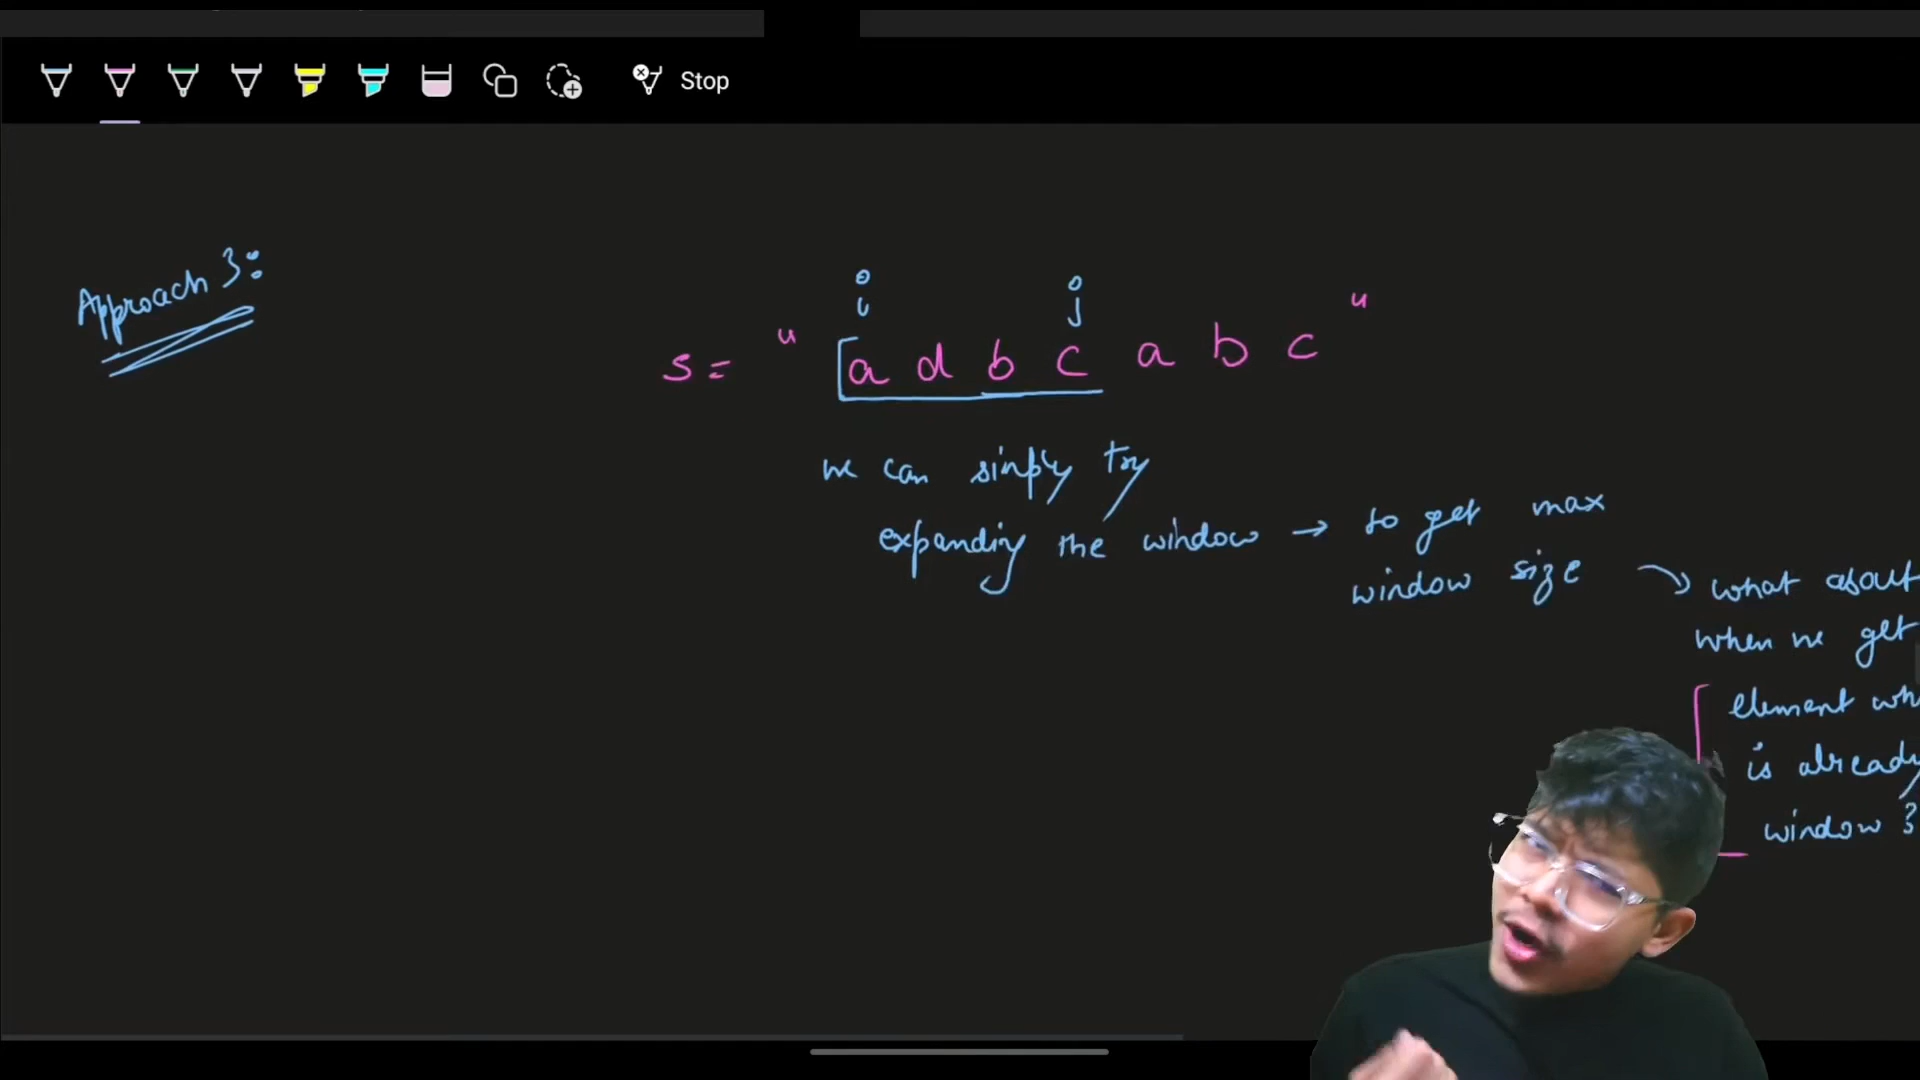 Stop
Approach 3:
i j
s = " a d b c a b c "
we can simply try
expanding the window → to get max
window size → what about
when we get
element wh
is already
window ?